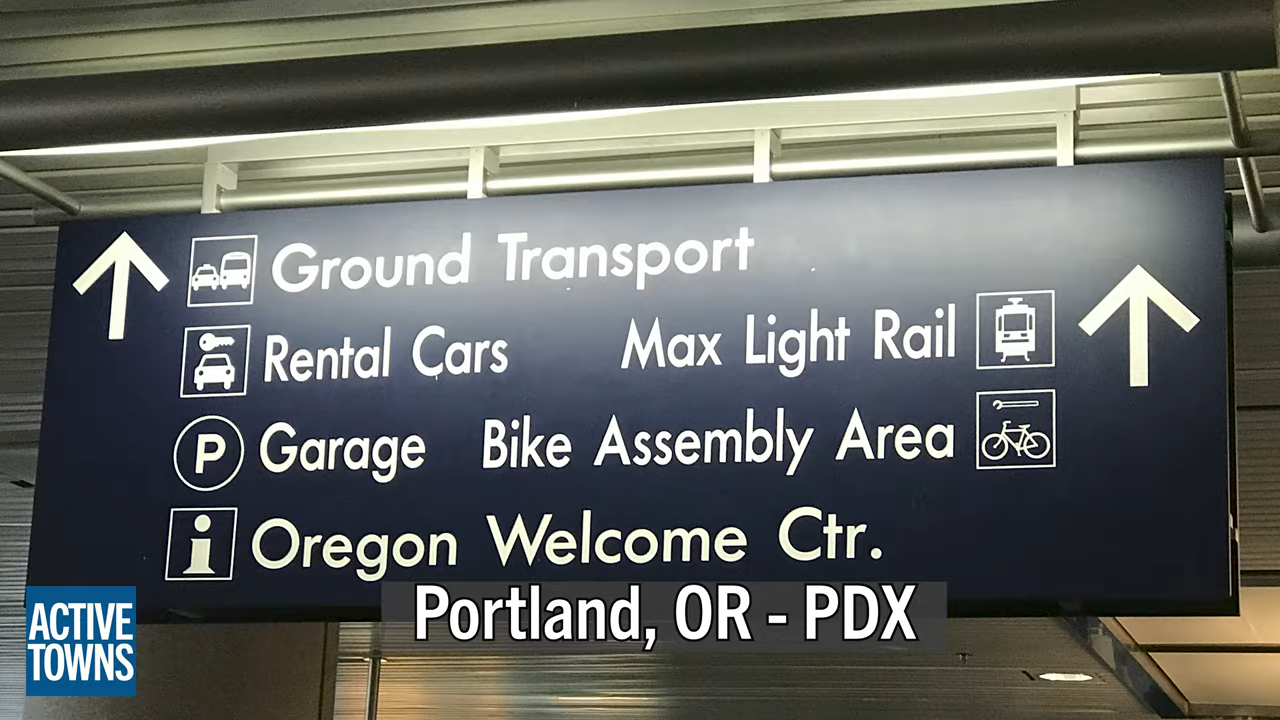 Ground Transport
Rental Cars Max Light Rail
P Garage Bike Assembly Area
i Oregon Welcome Ctr.
Portland, OR - PDX
ACTIVE
TOWNS